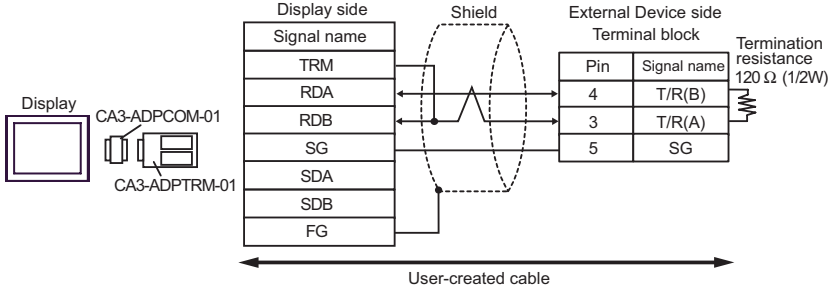 Display side
Shield
External Device side
Terminal block
Termination
resistance
120 Ω (1/2W)
Signal name
TRM
RDA
RDB
SG
SDA
SDB
FG
Pin
Signal name
4
T/R(B)
3
T/R(A)
5
SG
Display
CA3-ADPCOM-01
CA3-ADPTRM-01
User-created cable